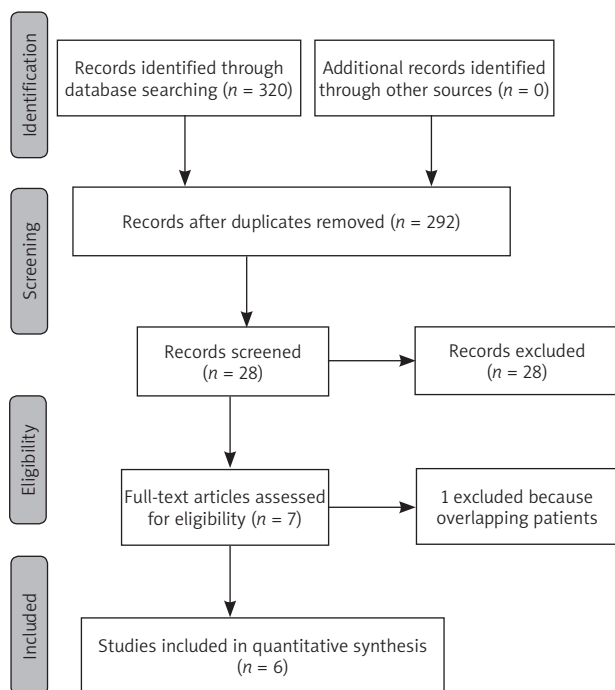 Identification
Records identified through
database searching (n = 320)
Additional records identified
through other sources (n = 0)
Screening
Records after duplicates removed (n = 292)
Records screened
(n = 28)
Records excluded
(n = 28)
Eligibility
Full-text articles assessed
for eligibility (n = 7)
1 excluded because
overlapping patients
Included
Studies included in quantitative synthesis
(n = 6)